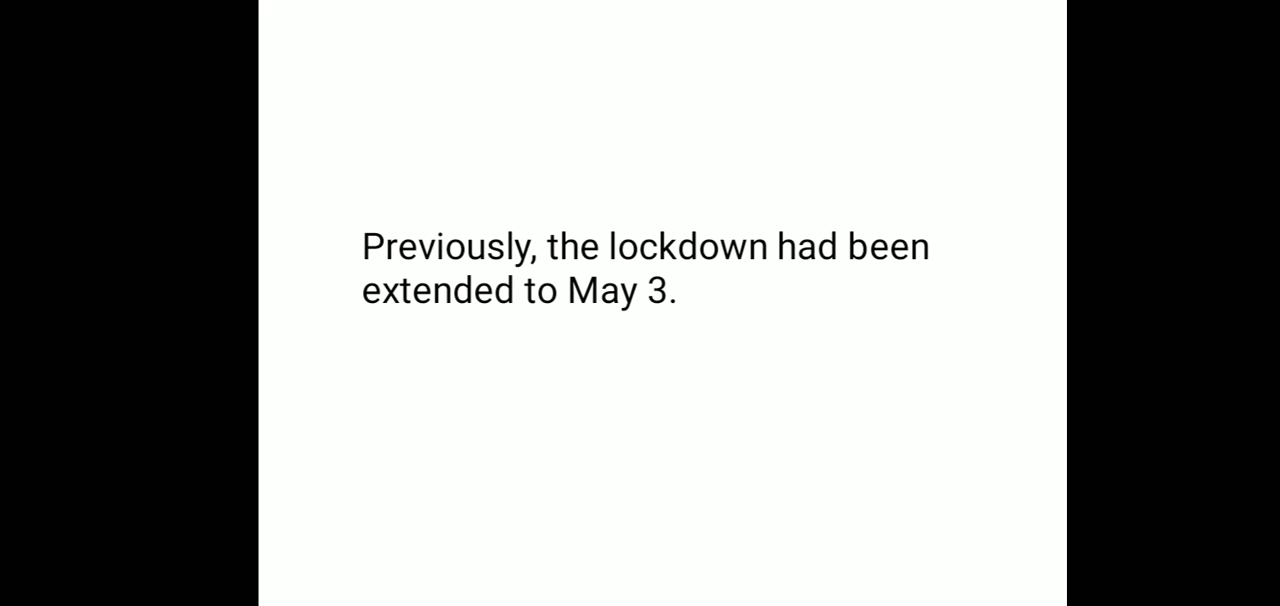 Previously, the lockdown had been
extended to May 3.